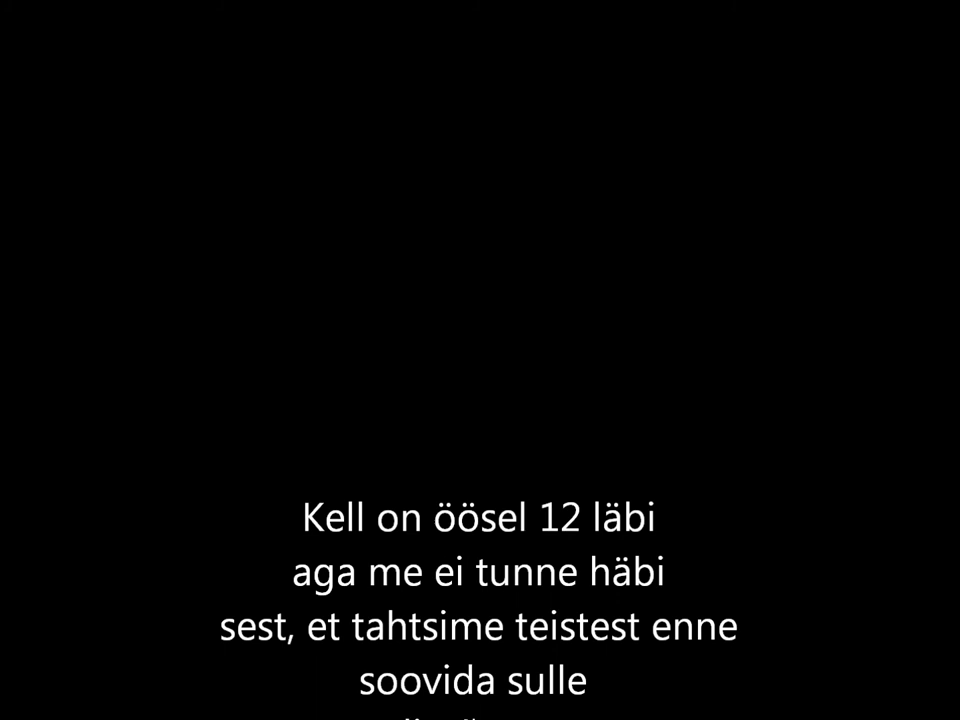 Kell on öösel 12 läbi
aga me ei tunne häbi
sest, et tahtsime teistest enne
soovida sulle